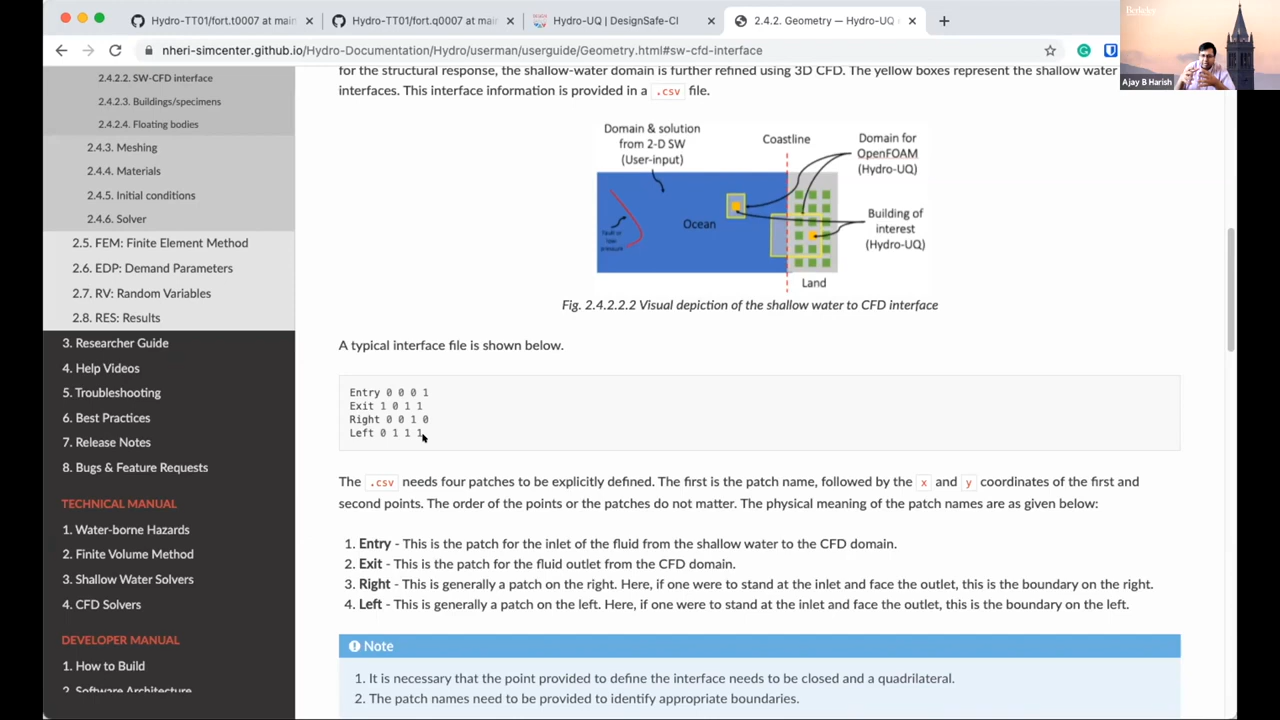 Hydro-TT01/fort.t0007 at main
Hydro-TT01/fort.q0007 at main
Hydro-UQ | DesignSafe-CI
2.4.2. Geometry — Hydro-UQ
nheri-simcenter.github.io/Hydro-Documentation/Hydro/userman/userguide/Geometry.html#sw-cfd-interface
Berkeley
Ajay B Harish
2.4.2.2. SW-CFD interface
2.4.2.3. Buildings/specimens
2.4.2.4. Floating bodies
2.4.3. Meshing
2.4.4. Materials
2.4.5. Initial conditions
2.4.6. Solver
2.5. FEM: Finite Element Method
2.6. EDP: Demand Parameters
2.7. RV: Random Variables
2.8. RES: Results
3. Researcher Guide
4. Help Videos
5. Troubleshooting
6. Best Practices
7. Release Notes
8. Bugs & Feature Requests
TECHNICAL MANUAL
1. Water-borne Hazards
2. Finite Volume Method
3. Shallow Water Solvers
4. CFD Solvers
DEVELOPER MANUAL
1. How to Build
2. Software Architecture
for the structural response, the shallow-water domain is further refined using 3D CFD. The yellow boxes represent the shallow water
interfaces. This interface information is provided in a .csv file.
Domain & solution
from 2-D SW
(User-input)
Coastline
Domain for
OpenFOAM
(Hydro-UQ)
Ocean
Building of
interest
(Hydro-UQ)
Land
Fig. 2.4.2.2.2 Visual depiction of the shallow water to CFD interface
A typical interface file is shown below.
Entry 0 0 0 1
Exit 1 0 1 1
Right 0 0 1 0
Left 0 1 1 1
The .csv needs four patches to be explicitly defined. The first is the patch name, followed by the x and y coordinates of the first and
second points. The order of the points or the patches do not matter. The physical meaning of the patch names are as given below:
1. Entry - This is the patch for the inlet of the fluid from the shallow water to the CFD domain.
2. Exit - This is the patch for the fluid outlet from the CFD domain.
3. Right - This is generally a patch on the right. Here, if one were to stand at the inlet and face the outlet, this is the boundary on the right.
4. Left - This is generally a patch on the left. Here, if one were to stand at the inlet and face the outlet, this is the boundary on the left.
Note
1. It is necessary that the point provided to define the interface needs to be closed and a quadrilateral.
2. The patch names need to be provided to identify appropriate boundaries.